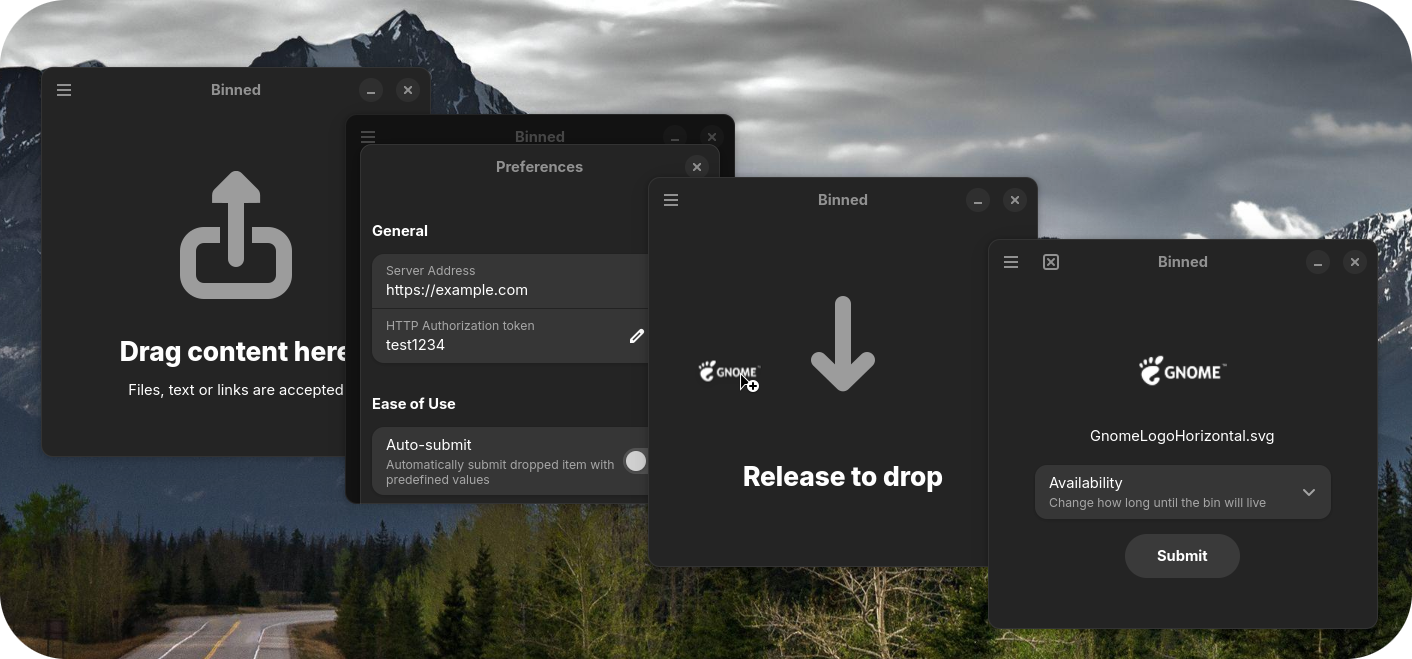 Binned
Drag content here
Files, text or links are accepted
Binned
Preferences
General
Server Address
https://example.com
HTTP Authorization token
test1234
Ease of Use
Auto-submit
Automatically submit dropped item with
predefined values
Binned
GNOME™
Release to drop
Binned
GNOME™
GnomeLogoHorizontal.svg
Availability
Change how long until the bin will live
Submit